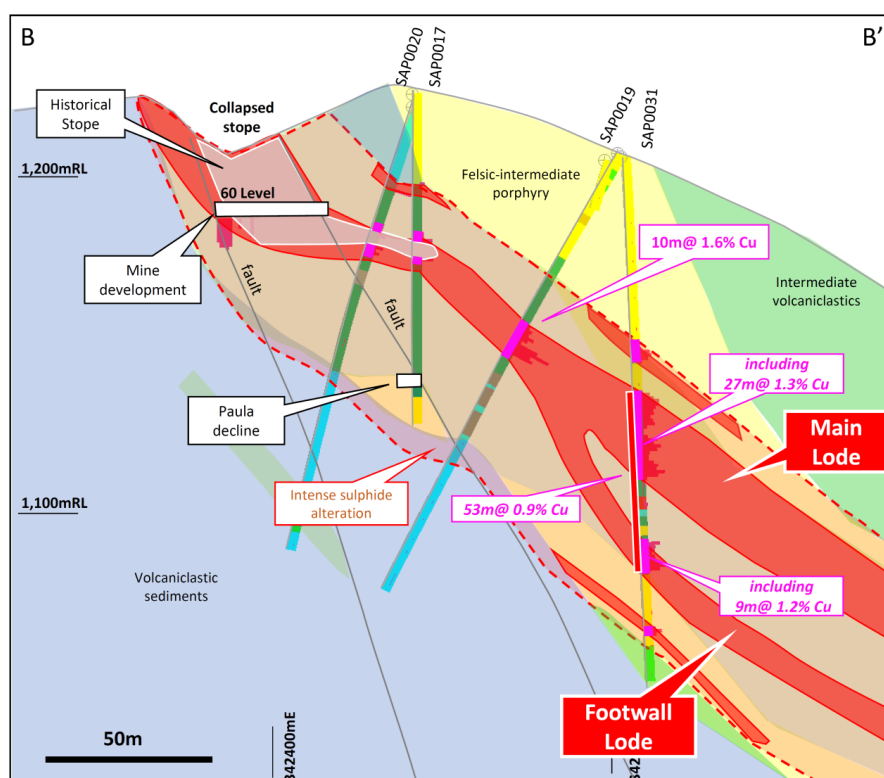 B
B’
SAP0020
SAP0017
SAP0019
SAP0031
Historical
Stope
Collapsed
stope
1,200mRL
60 Level
Felsic-intermediate
porphyry
10m@ 1.6% Cu
Mine
development
fault
fault
Intermediate
volcaniclastics
including
27m@ 1.3% Cu
Paula
decline
Main
Lode
Intense sulphide
alteration
53m@ 0.9% Cu
1,100mRL
Volcaniclastic
sediments
including
9m@ 1.2% Cu
Footwall
Lode
50m
342400mE